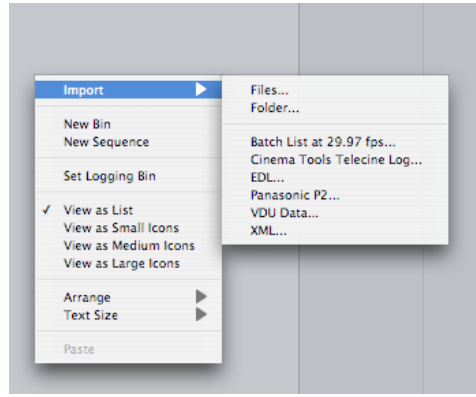 Import
New Bin
New Sequence
Set Logging Bin
✓ View as List
View as Small Icons
View as Medium Icons
View as Large Icons
Arrange
Text Size
Paste
Files...
Folder...
Batch List at 29.97 fps...
Cinema Tools Telecine Log...
EDL...
Panasonic P2...
VDU Data...
XML...